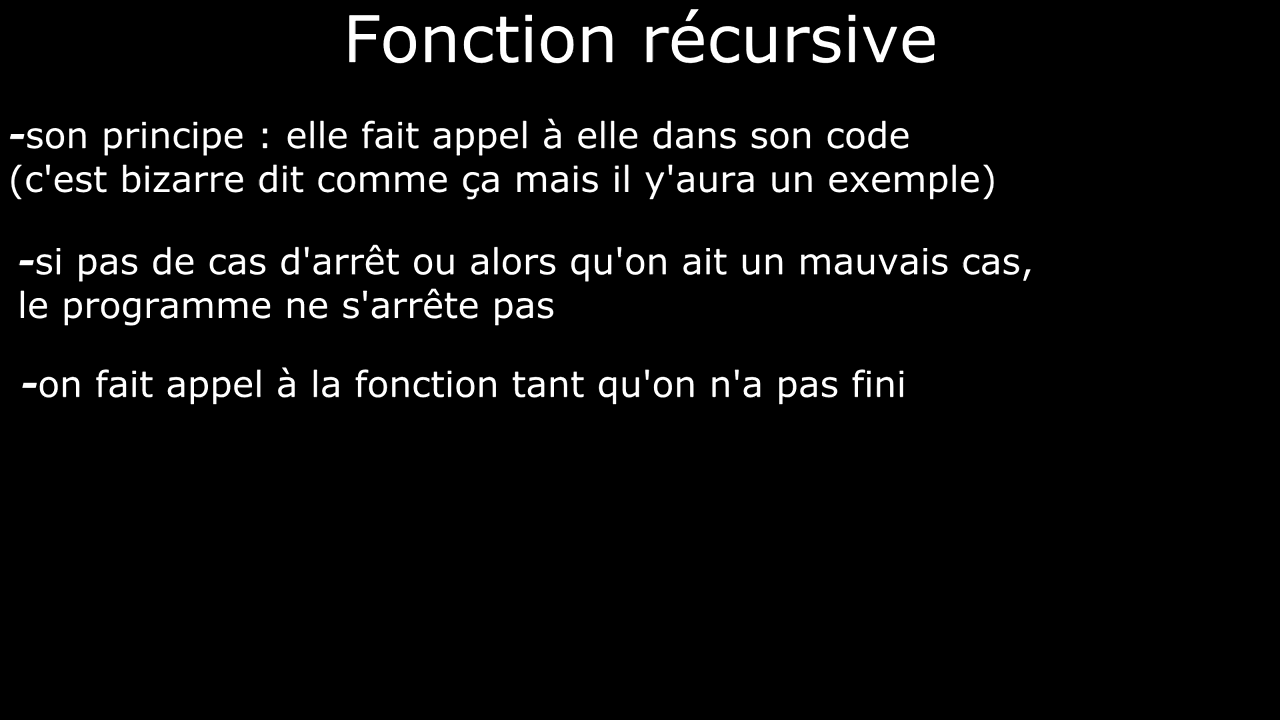 Fonction récursive
-son principe : elle fait appel à elle dans son code
(c'est bizarre dit comme ça mais il y'aura un exemple)
-si pas de cas d'arrêt ou alors qu'on ait un mauvais cas,
le programme ne s'arrête pas
-on fait appel à la fonction tant qu'on n'a pas fini